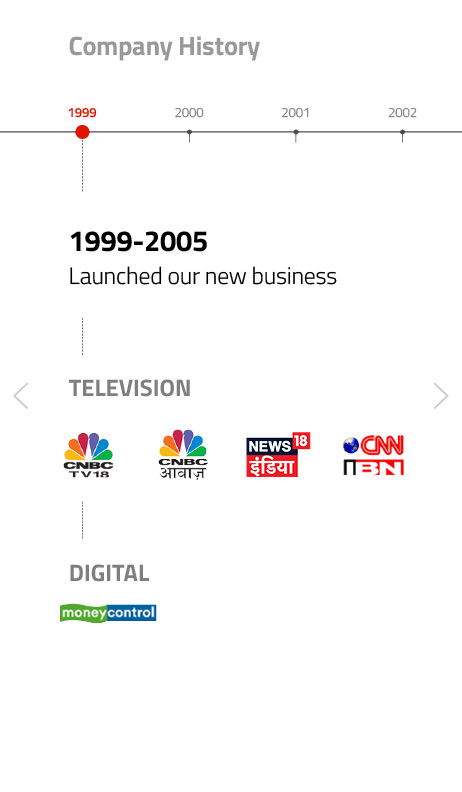 Company History
1999 2000 2001 2002
1999-2005
Launched our new business
TELEVISION
CNBC
TV18
CNBC
आवाज़
NEWS 18
इंडिया
CNN
IBN
DIGITAL
moneycontrol